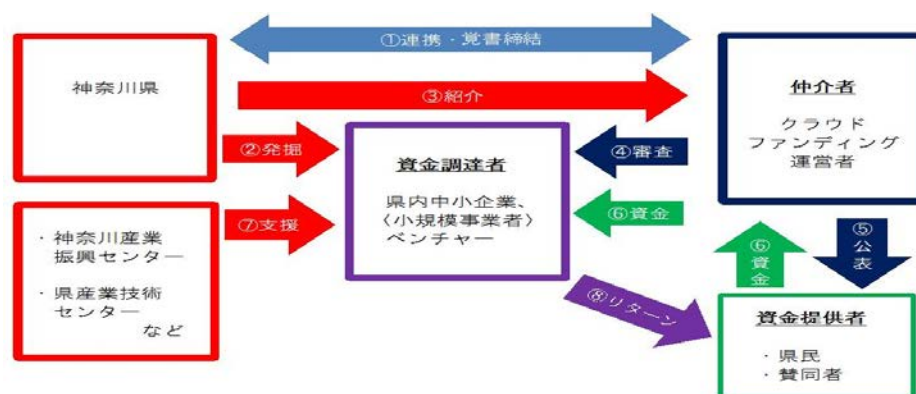 ①連携・覚書締結
神奈川県
③紹介
仲介者
クラウド
ファンディング
運営者
②発掘
資金調達者
県内中小企業、
〈小規模事業者〉
ベンチャー
④審査
⑥資金
⑦支援
・神奈川産業
振興センター
・県産業技術
センター
など
⑥資金
⑤公表
⑧リターン
資金提供者
・県民
・賛同者